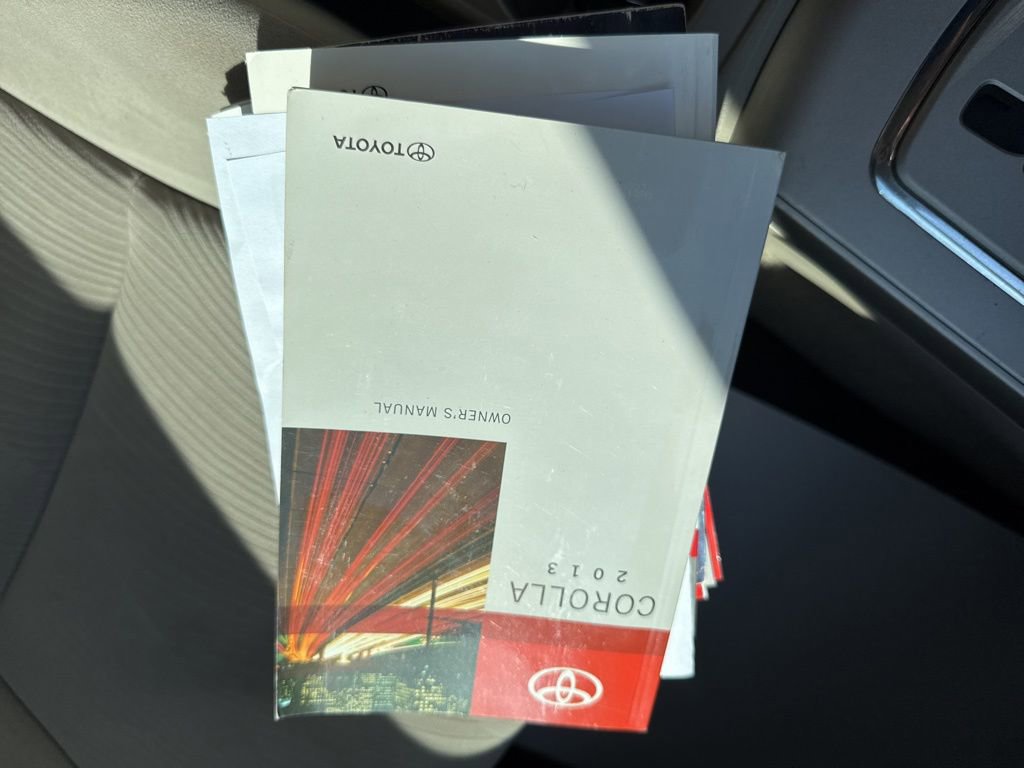 COROLLA
2013
OWNER'S MANUAL
TOYOTA